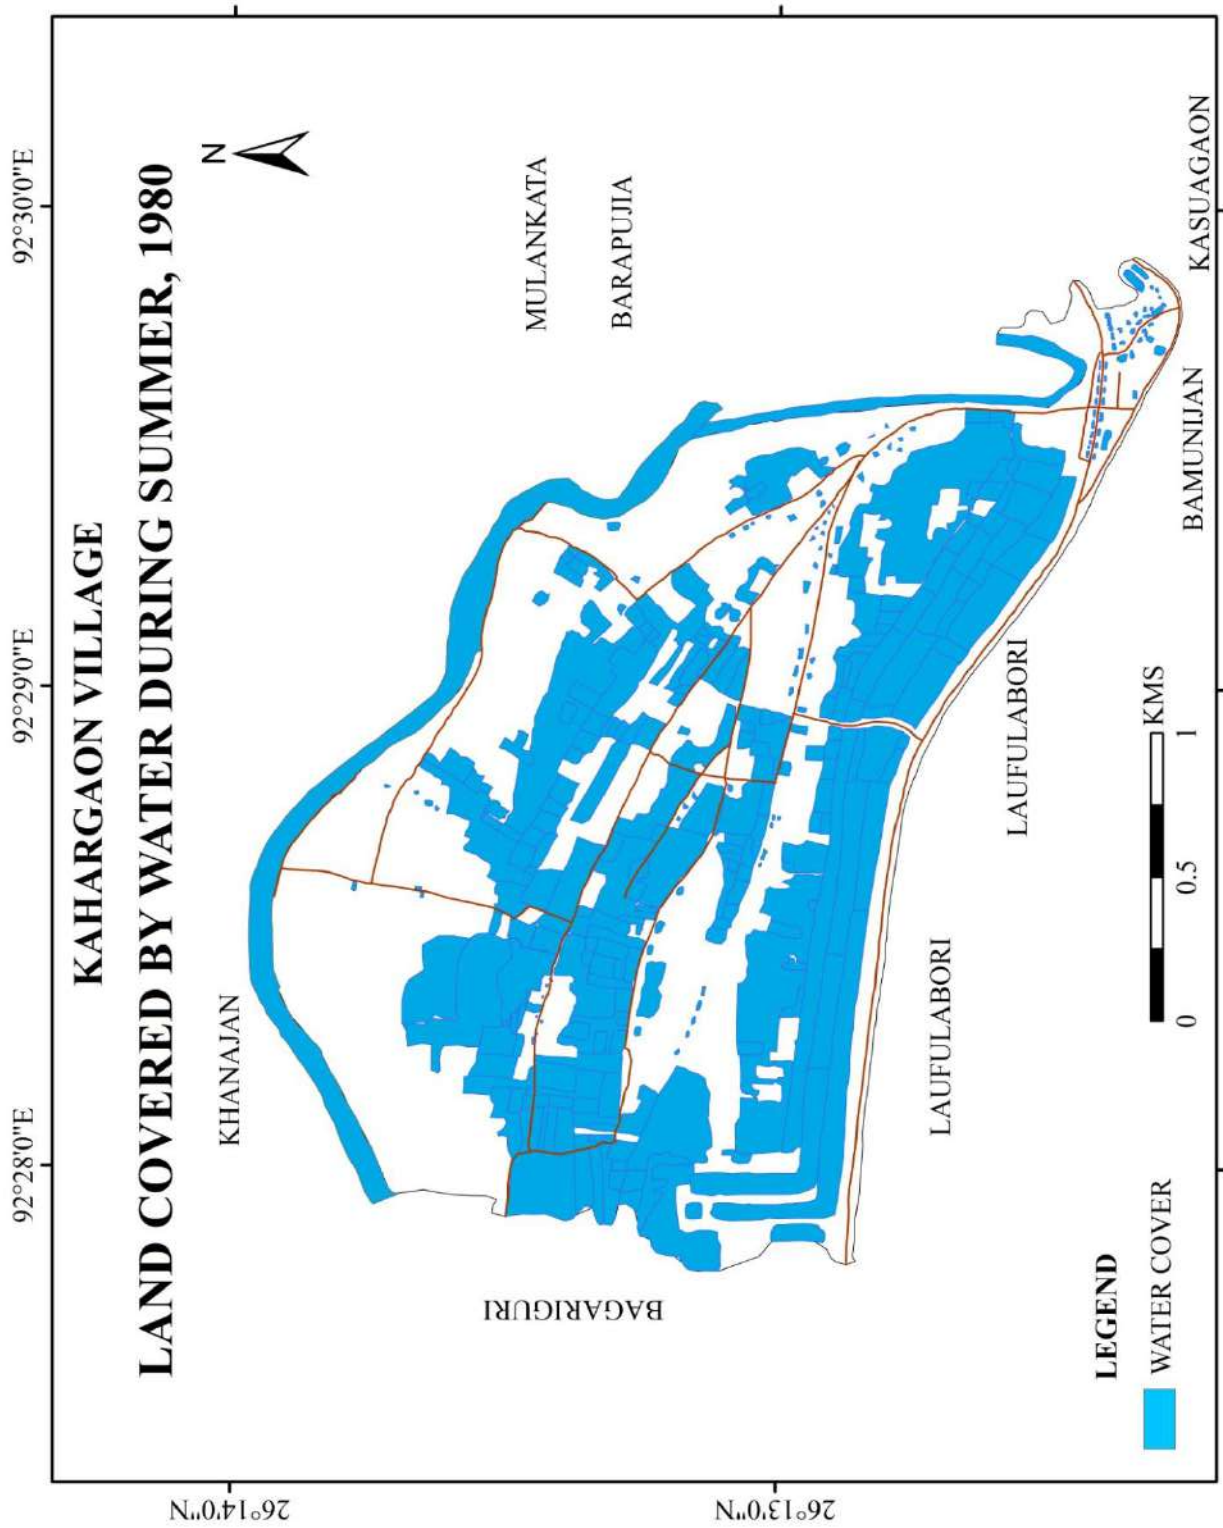 KAHARGAON VILLAGE
LAND COVERED BY WATER DURING SUMMER, 1980
92°28'0"E
92°29'0"E
92°30'0"E
26°14'0"N
26°13'0"N
N
KHANAJAN
MULANKATA
BARAPUJIA
BAGARIGURI
LAUFULABORI
LAUFULABORI
BAMUNIJAN
KASUAGAON
LEGEND
WATER COVER
0 0.5 1
KMS